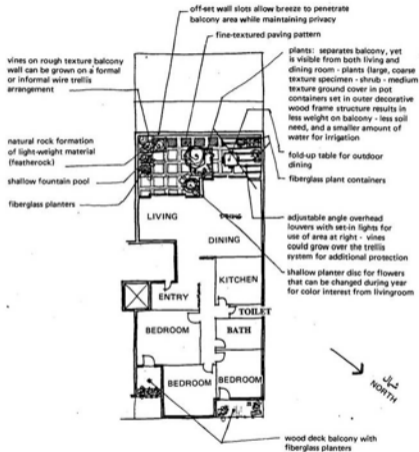 off-set wall slots allow breeze to penetrate
balcony area while maintaining privacy
fine-textured paving pattern
vines on rough texture balcony
wall can be grown on a formal
or informal wire trellis
arrangement
plants: separates balcony, yet
is visible from both living and
dining room - plants (large, coarse
texture specimen - shrub - medium
texture ground cover in pot
containers set in outer decorative
wood frame structure results in
less weight on balcony - less soil
need, and a smaller amount of
water for irrigation
natural rock formation
of light-weight material
(featherock)
shallow fountain pool
fiberglass planters
fold-up table for outdoor
dining
fiberglass plant containers
adjustable angle overhead
louvers with set-in lights for
use of area at right - vines
could grow over the trellis
system for additional protection
shallow planter disc for flowers
that can be changed during year
for color interest from livingroom
LIVING
DINING
KITCHEN
ENTRY
TOILET
BEDROOM
BATH
BEDROOM
BEDROOM
شمال
NORTH
wood deck balcony with
fiberglass planters